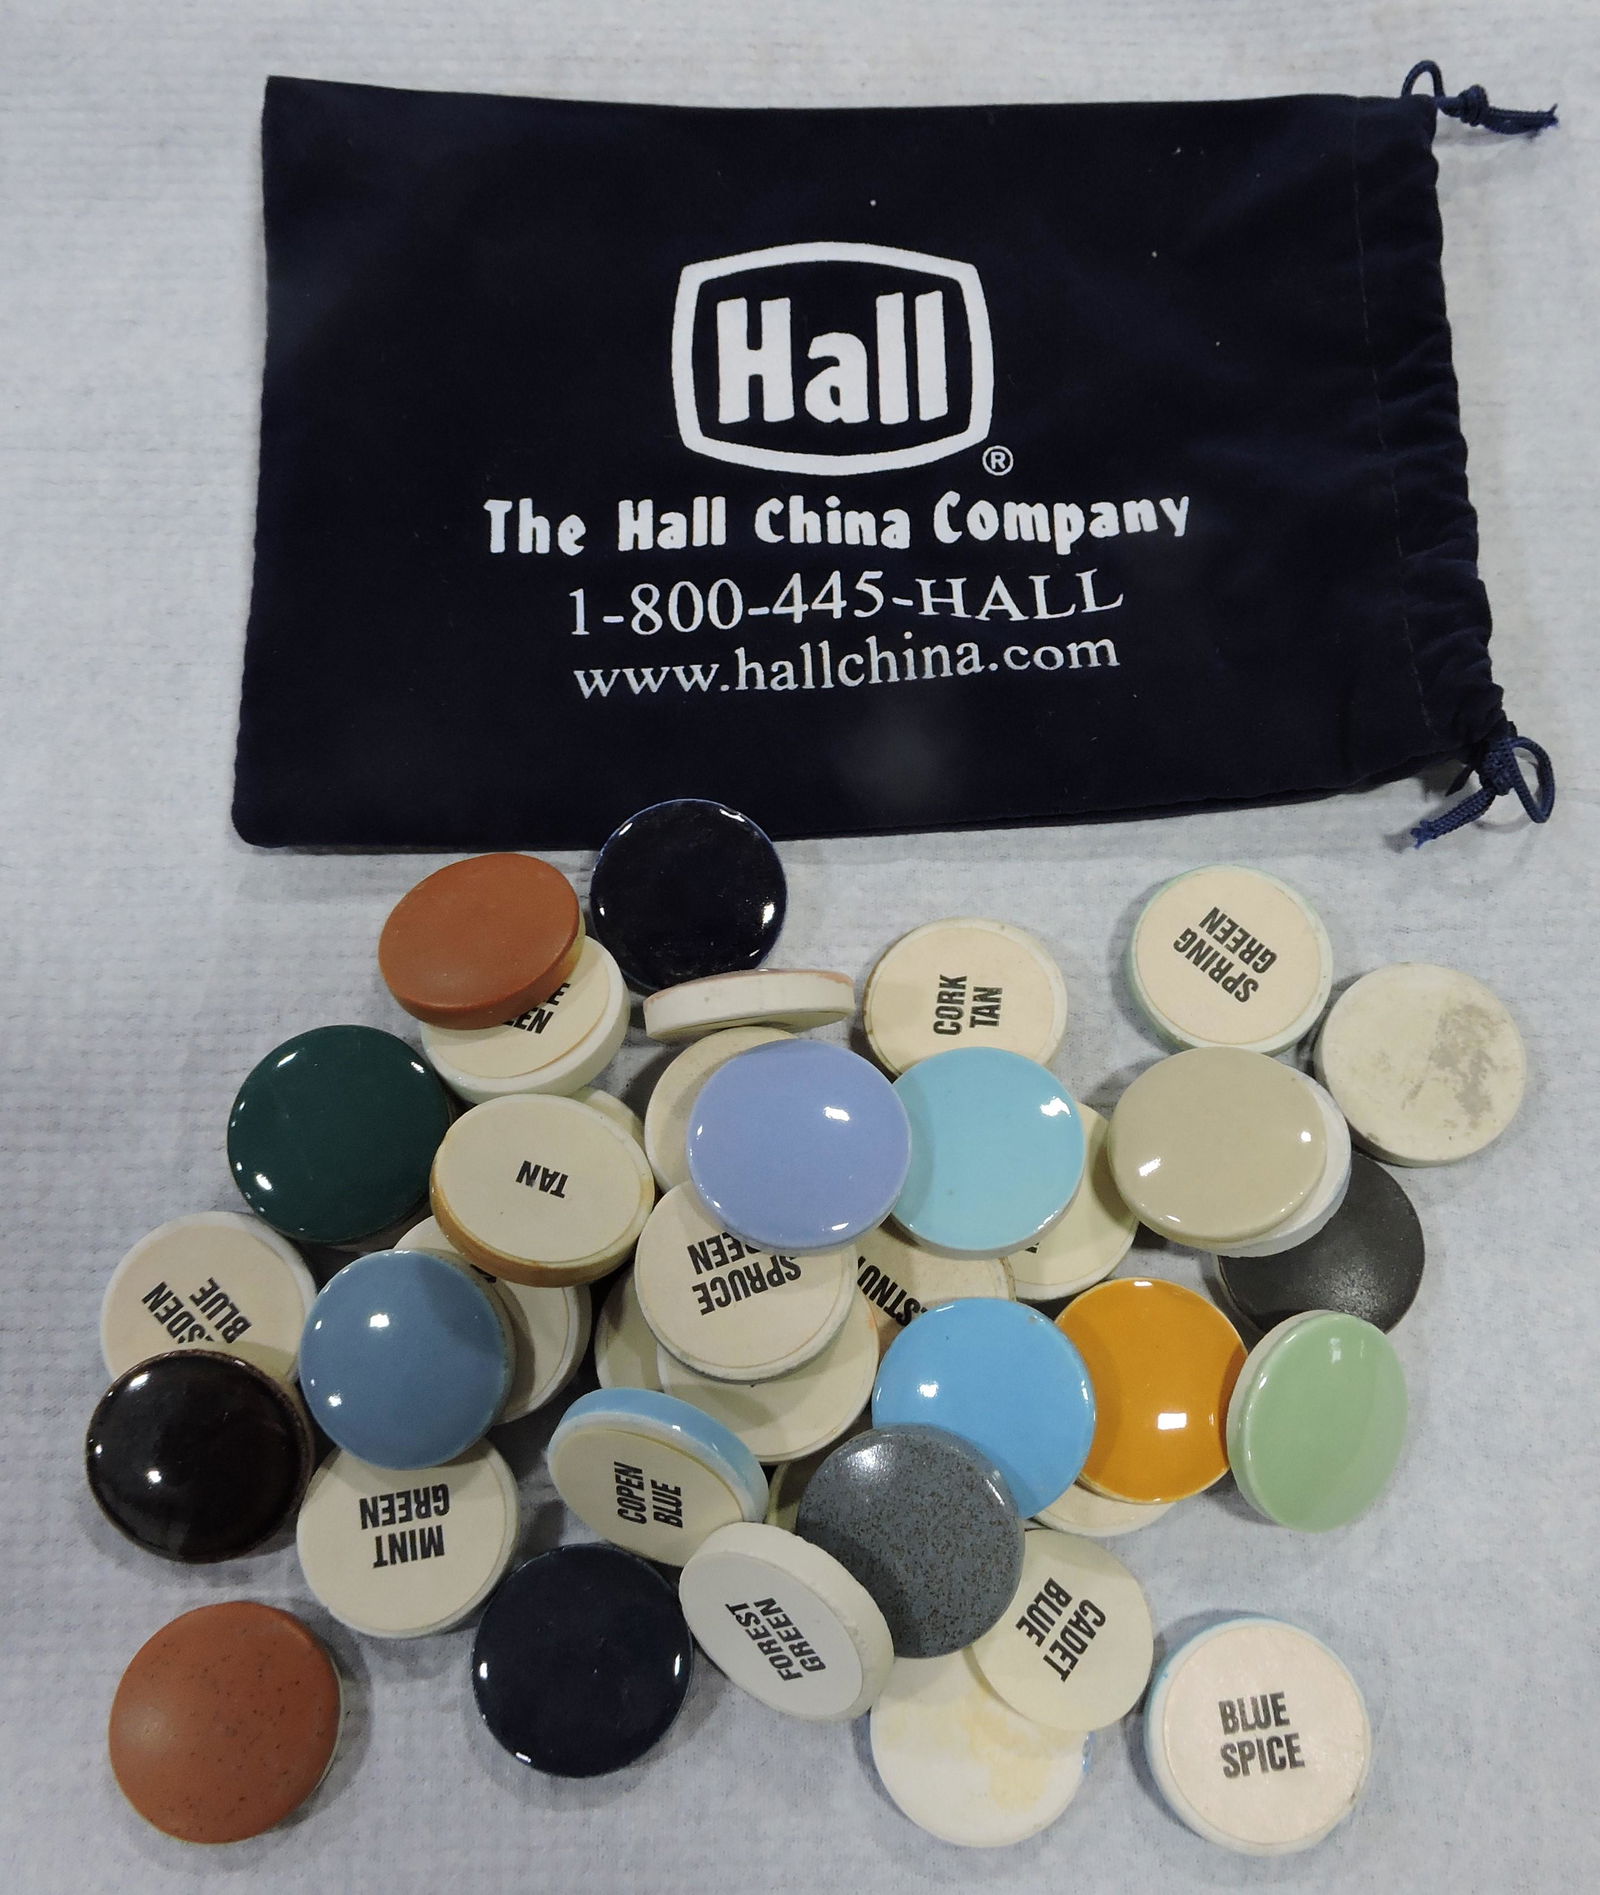 Hall
®
The Hall China Company
1-800-445-HALL
www.hallchina.com
CORK
TAN
SPRING
GREEN
TAN
SPRUCE
GREEN
BLUE
MINT
GREEN
COPEN
BLUE
FOREST
GREEN
CADET
BLUE
BLUE
SPICE